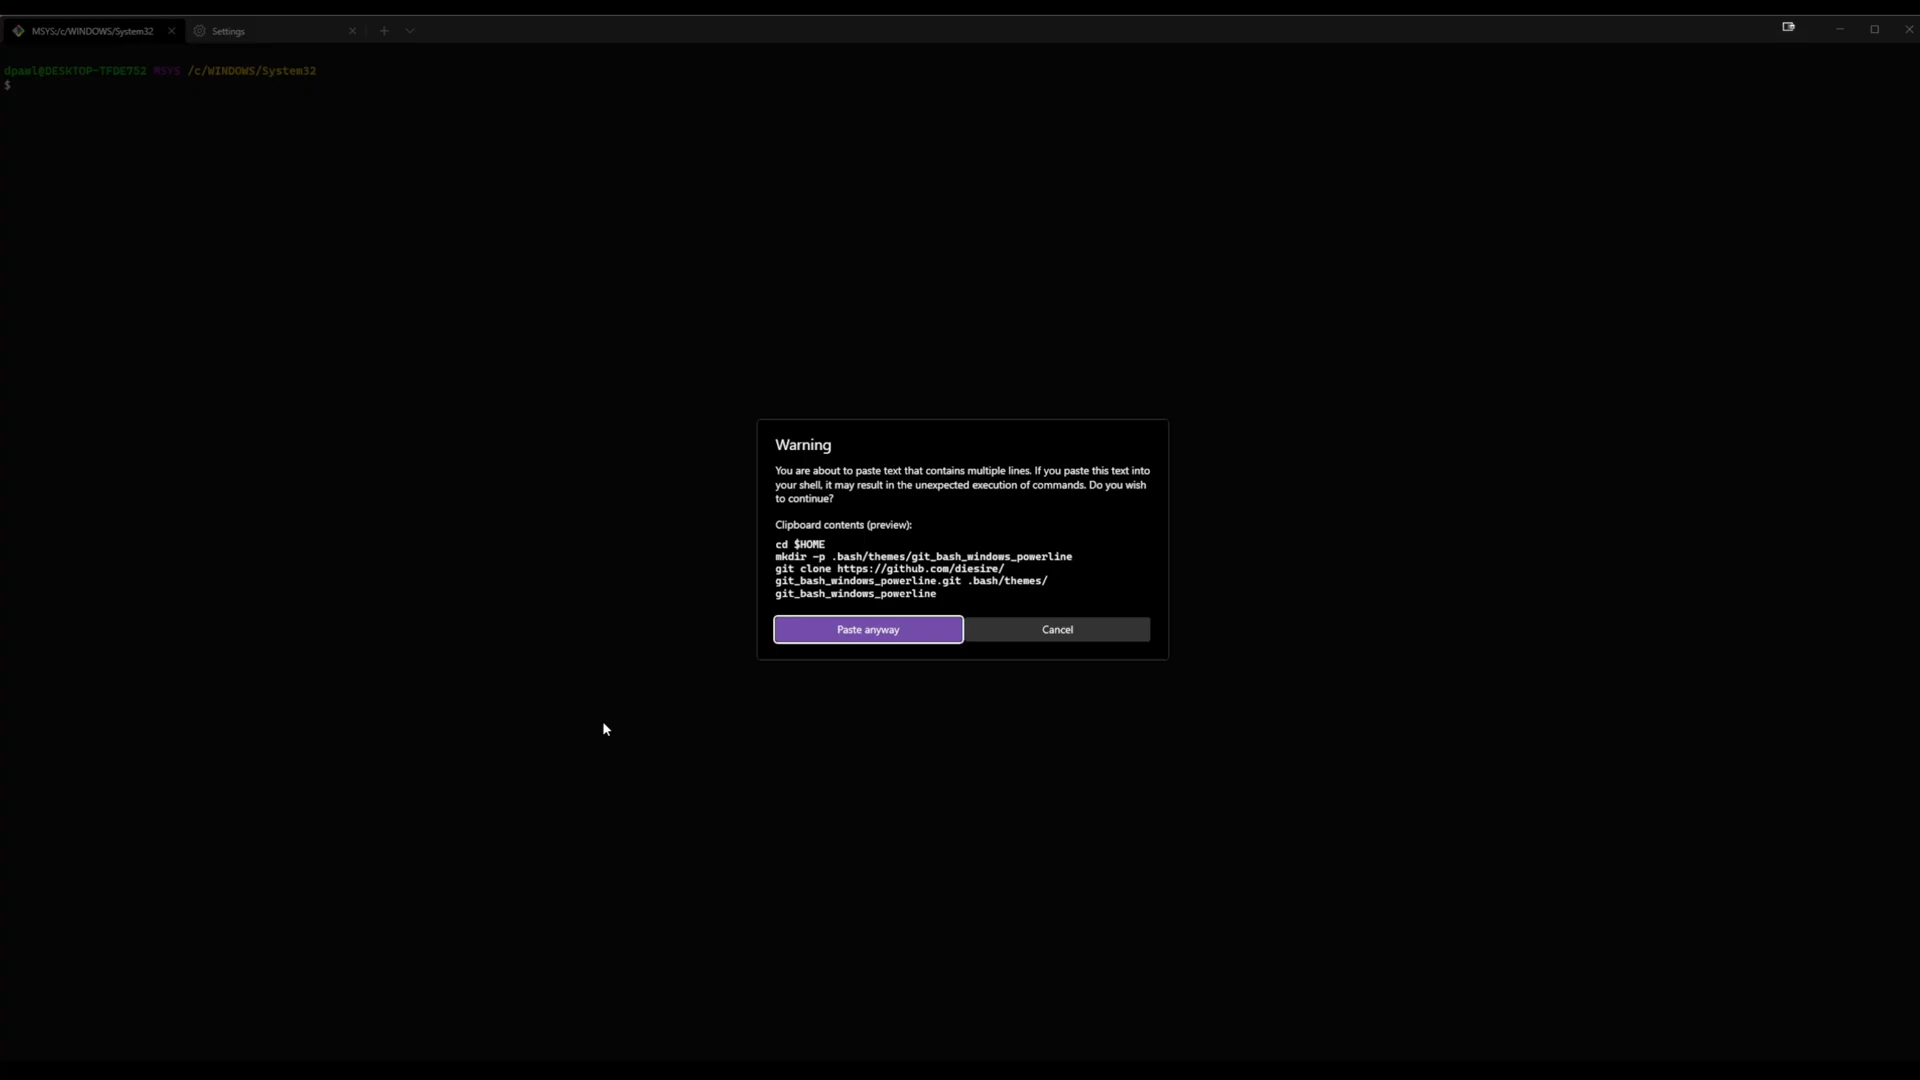 MSYS:/c/WINDOWS/System32
Settings
dpawl@DESKTOP-TFDE752 MSYS /c/WINDOWS/System32
$
Warning
You are about to paste text that contains multiple lines. If you paste this text into
your shell, it may result in the unexpected execution of commands. Do you wish
to continue?
Clipboard contents (preview):
cd $HOME
mkdir -p .bash/themes/git_bash_windows_powerline
git clone https://github.com/diesire/
git_bash_windows_powerline.git .bash/themes/
git_bash_windows_powerline
Paste anyway
Cancel